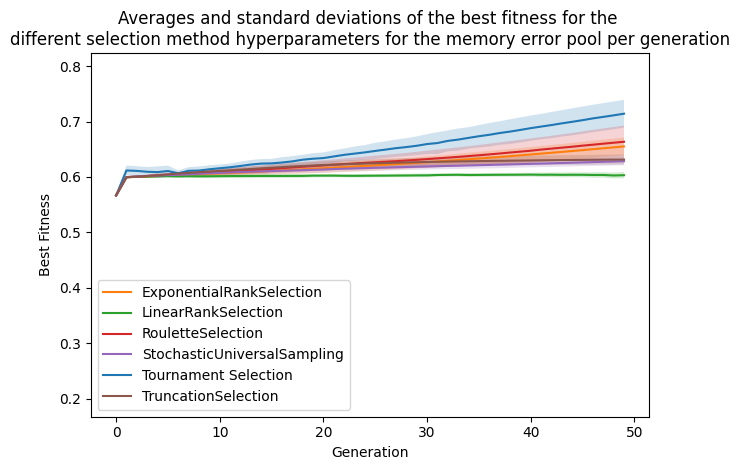 Averages and standard deviations of the best fitness for the
different selection method hyperparameters for the memory error pool per generation
Best Fitness
0.8
0.7
0.6
0.5
0.4
0.3
0.2
ExponentialRankSelection
LinearRankSelection
RouletteSelection
StochasticUniversalSampling
Tournament Selection
TruncationSelection
0 10 20 30 40 50
Generation